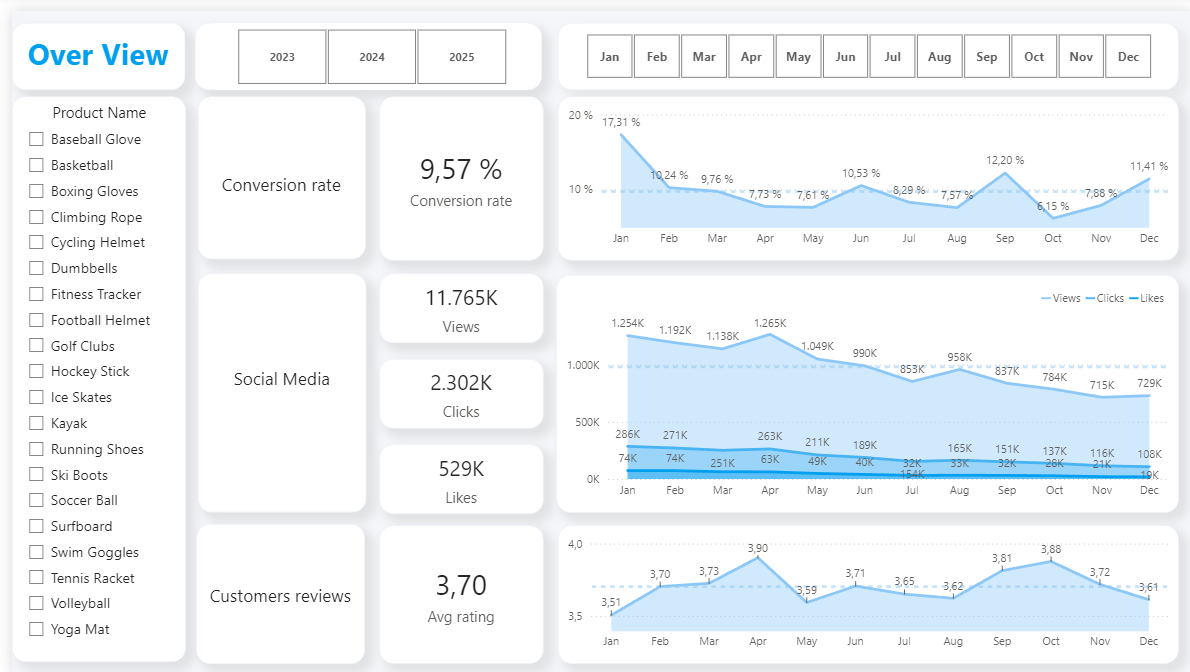 Over View
2023 2024 2025
Jan Feb Mar Apr May Jun Jul Aug Sep Oct Nov Dec
Product Name
Baseball Glove
Basketball
Boxing Gloves
Climbing Rope
Cycling Helmet
Dumbbells
Fitness Tracker
Football Helmet
Golf Clubs
Hockey Stick
Ice Skates
Kayak
Running Shoes
Ski Boots
Soccer Ball
Surfboard
Swim Goggles
Tennis Racket
Volleyball
Yoga Mat
Conversion rate
9,57 %
Conversion rate
20 %
10 %
17,31 % 10,24 % 9,76 % 7,73 % 7,61 % 10,53 % 8,29 % 7,57 % 12,20 % 6,15 % 7,88 % 11,41 %
Jan Feb Mar Apr May Jun Jul Aug Sep Oct Nov Dec
Social Media
11.765K
Views
2.302K
Clicks
529K
Likes
Views Clicks Likes
1.000K
500K
0K
1.254K 1.192K 1.138K 1.265K 1.049K 990K 853K 958K 837K 784K 715K 729K
286K 271K 251K 263K 211K 189K 154K 165K 151K 137K 116K 108K
74K 74K 63K 49K 40K 32K 33K 32K 28K 21K 19K
Jan Feb Mar Apr May Jun Jul Aug Sep Oct Nov Dec
Customers reviews
3,70
Avg rating
4,0
3,5
3,51 3,70 3,73 3,90 3,59 3,71 3,65 3,62 3,81 3,88 3,72 3,61
Jan Feb Mar Apr May Jun Jul Aug Sep Oct Nov Dec